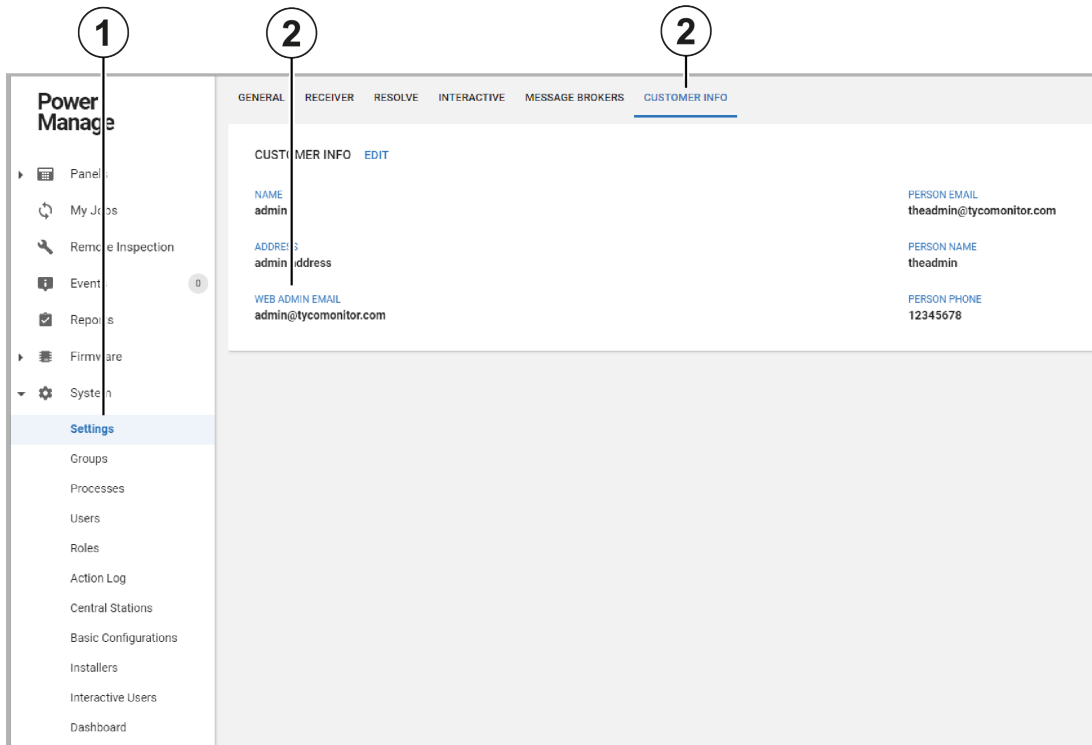 1
2
2
Power
Manage
GENERAL RECEIVER RESOLVE INTERACTIVE MESSAGE BROKERS CUSTOMER INFO
CUSTOMER INFO EDIT
NAME
admin
ADDRESS
admin address
WEB ADMIN EMAIL
admin@tycomonitor.com
PERSON EMAIL
theadmin@tycomonitor.com
PERSON NAME
theadmin
PERSON PHONE
12345678
Panels
My Jobs
Remote Inspection
Events 0
Reports
Firmware
System
Settings
Groups
Processes
Users
Roles
Action Log
Central Stations
Basic Configurations
Installers
Interactive Users
Dashboard